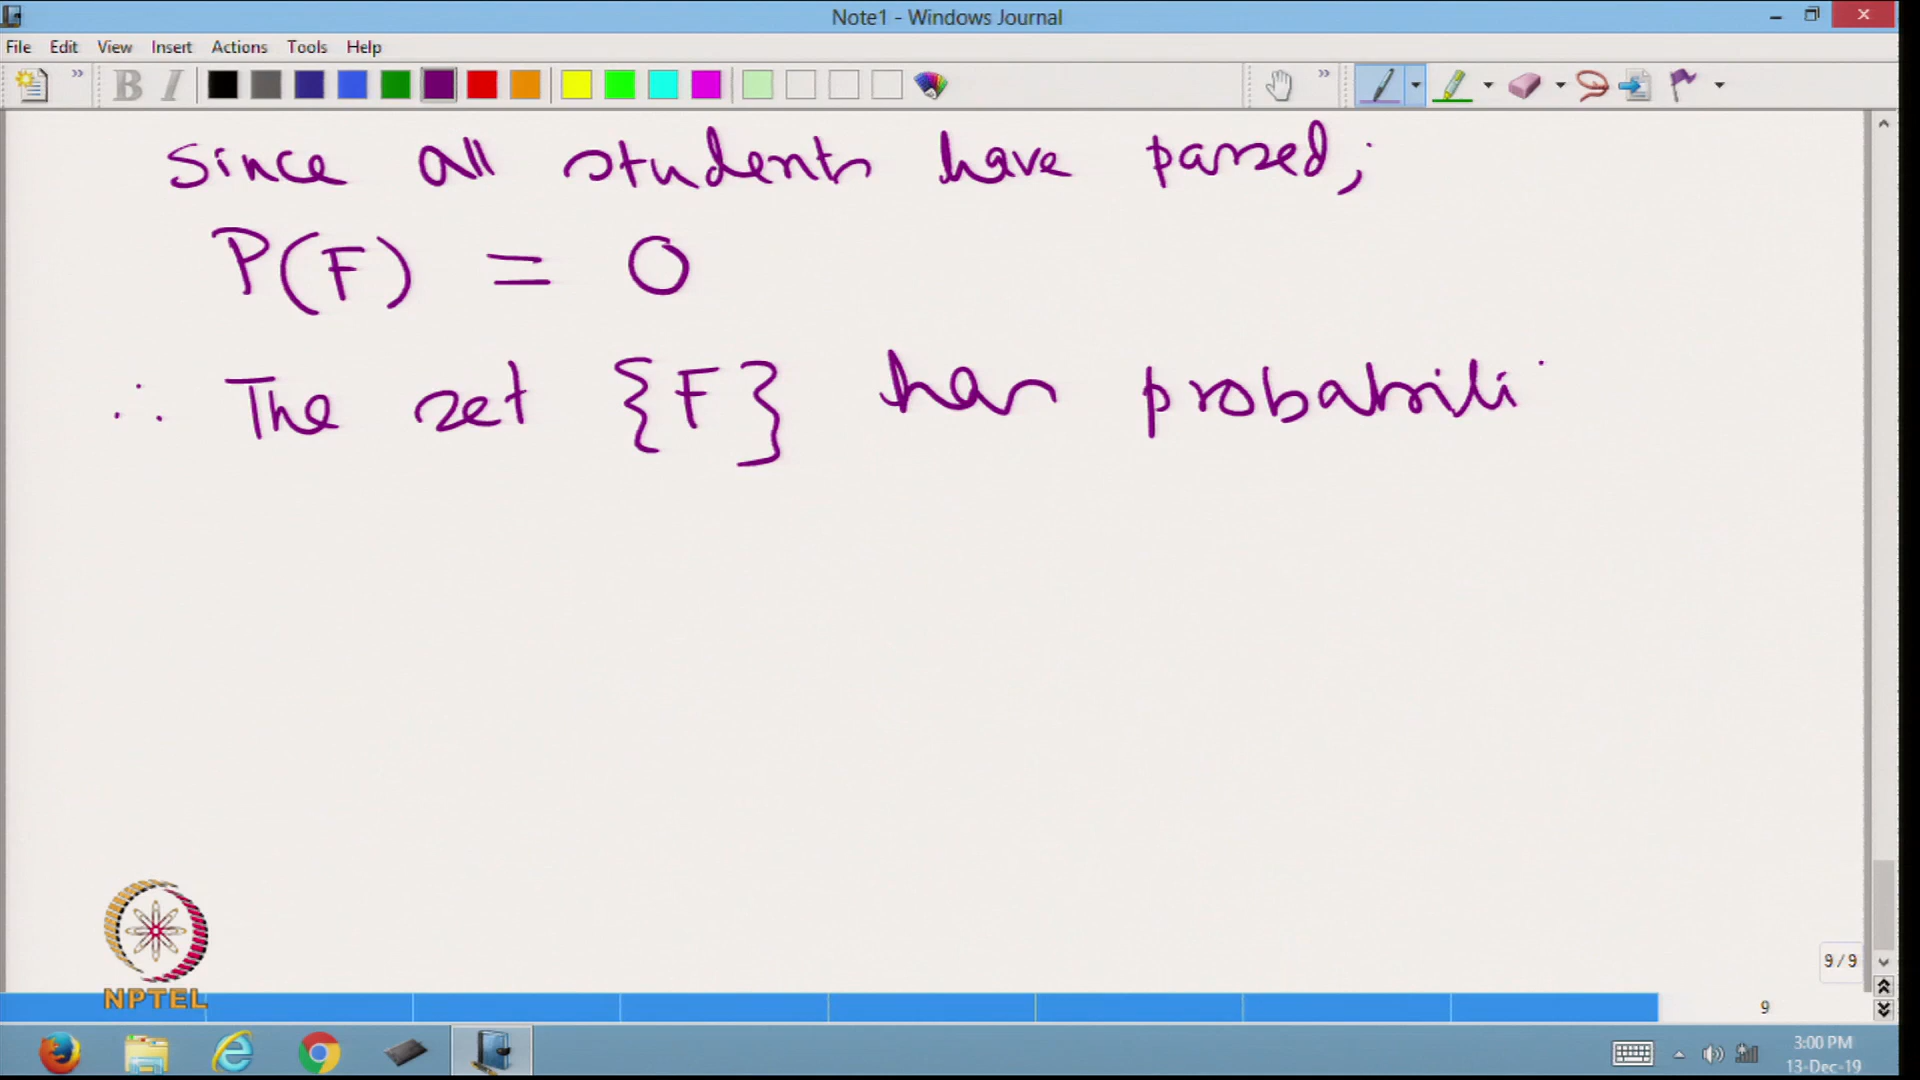 Note1 - Windows Journal
File Edit View Insert Actions Tools Help
B I
Since all students have passed;
P(F) = 0
∴ The set {F} has probabili
9/9
NPTEL
9
3:00 PM
13-Dec-19